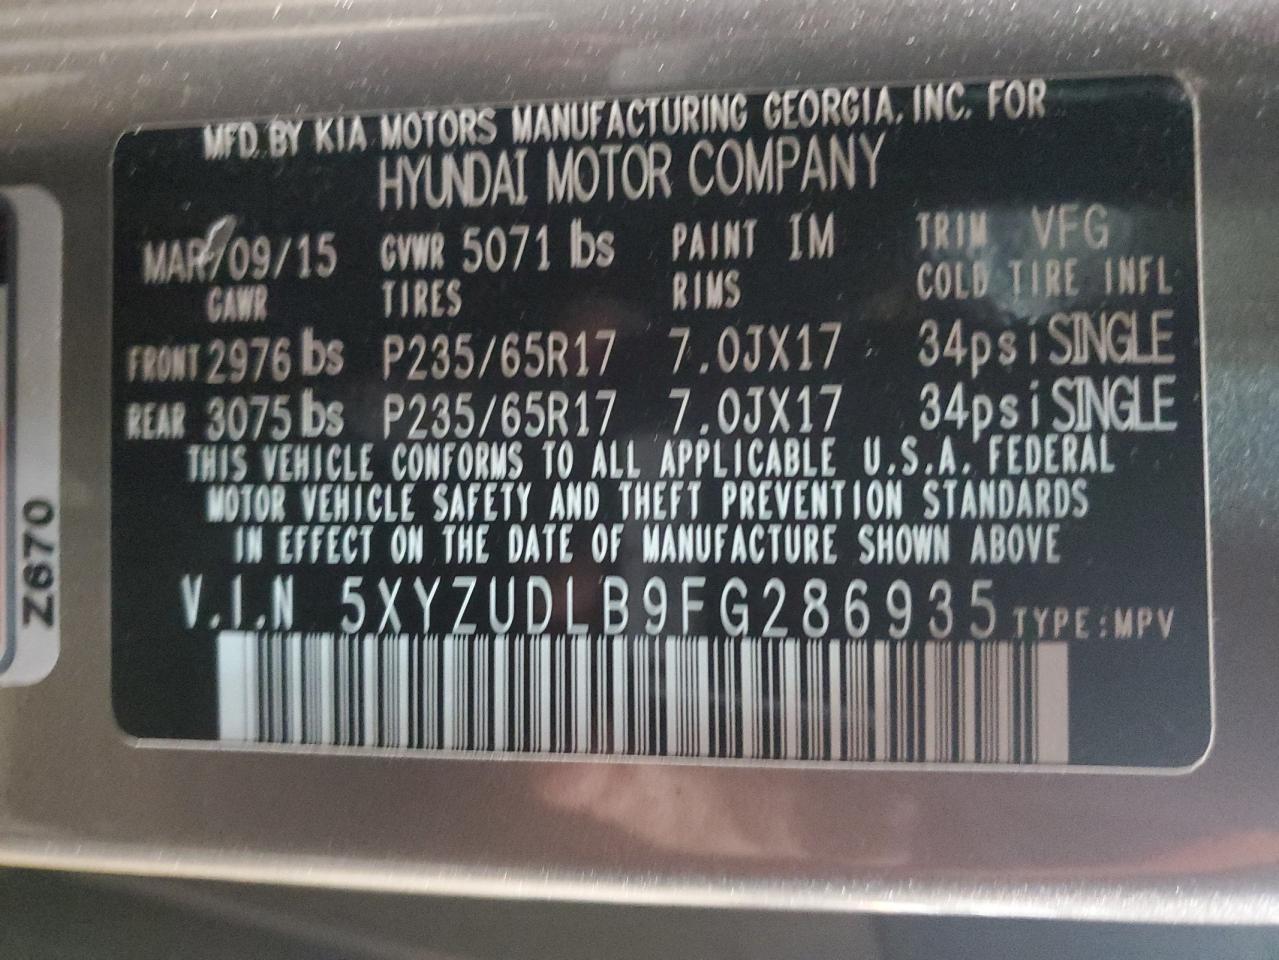 MFD. BY KIA MOTORS MANUFACTURING GEORGIA, INC. FOR
HYUNDAI MOTOR COMPANY
MAR/09/15 GVWR 5071 lbs PAINT IM TRIM VFG
GAWR TIRES RIMS COLD TIRE INFL
FRONT 2976 lbs P235/65R17 7.0JX17 34psi SINGLE
REAR 3075 lbs P235/65R17 7.0JX17 34psi SINGLE
THIS VEHICLE CONFORMS TO ALL APPLICABLE U.S.A. FEDERAL
MOTOR VEHICLE SAFETY AND THEFT PREVENTION STANDARDS
IN EFFECT ON THE DATE OF MANUFACTURE SHOWN ABOVE
V.I.N 5XYZUDLB9FG286935 TYPE:MPV
Z670